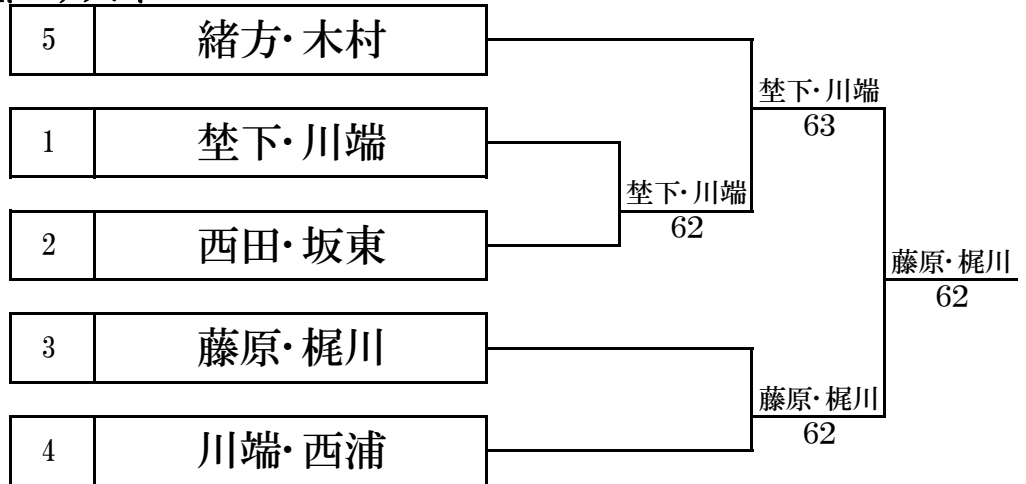 5 緒方・木村
埜下・川端
63
1 埜下・川端
埜下・川端
62
2 西田・坂東
藤原・梶川
62
3 藤原・梶川
藤原・梶川
62
4 川端・西浦